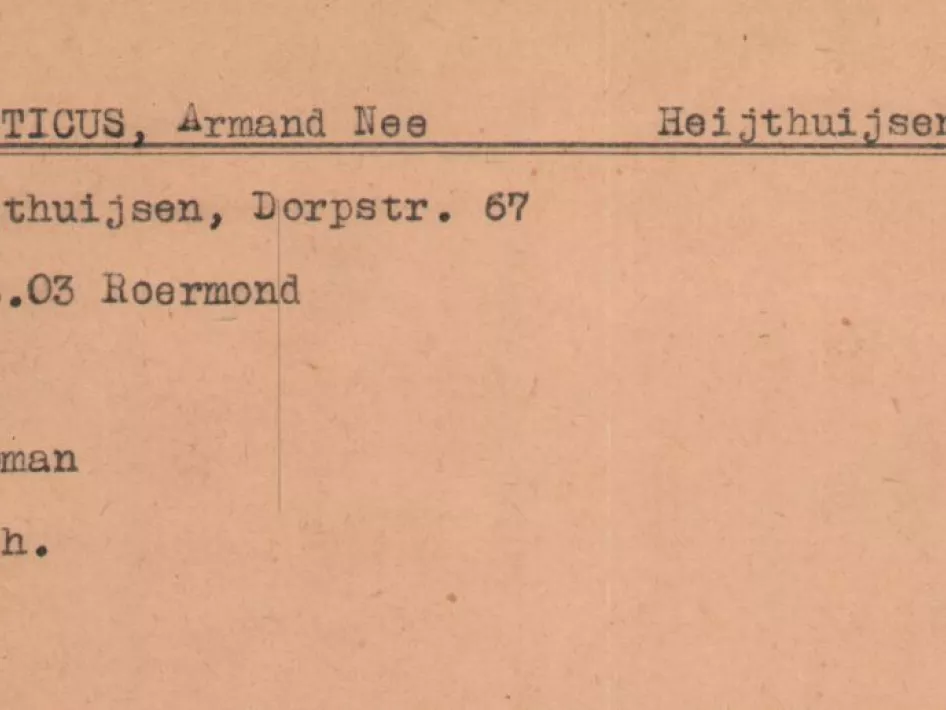 TICUS, Armand Nee Heijthuijsen
thuijsen, Dorpstr. 67
.03 Roermond
man
h.